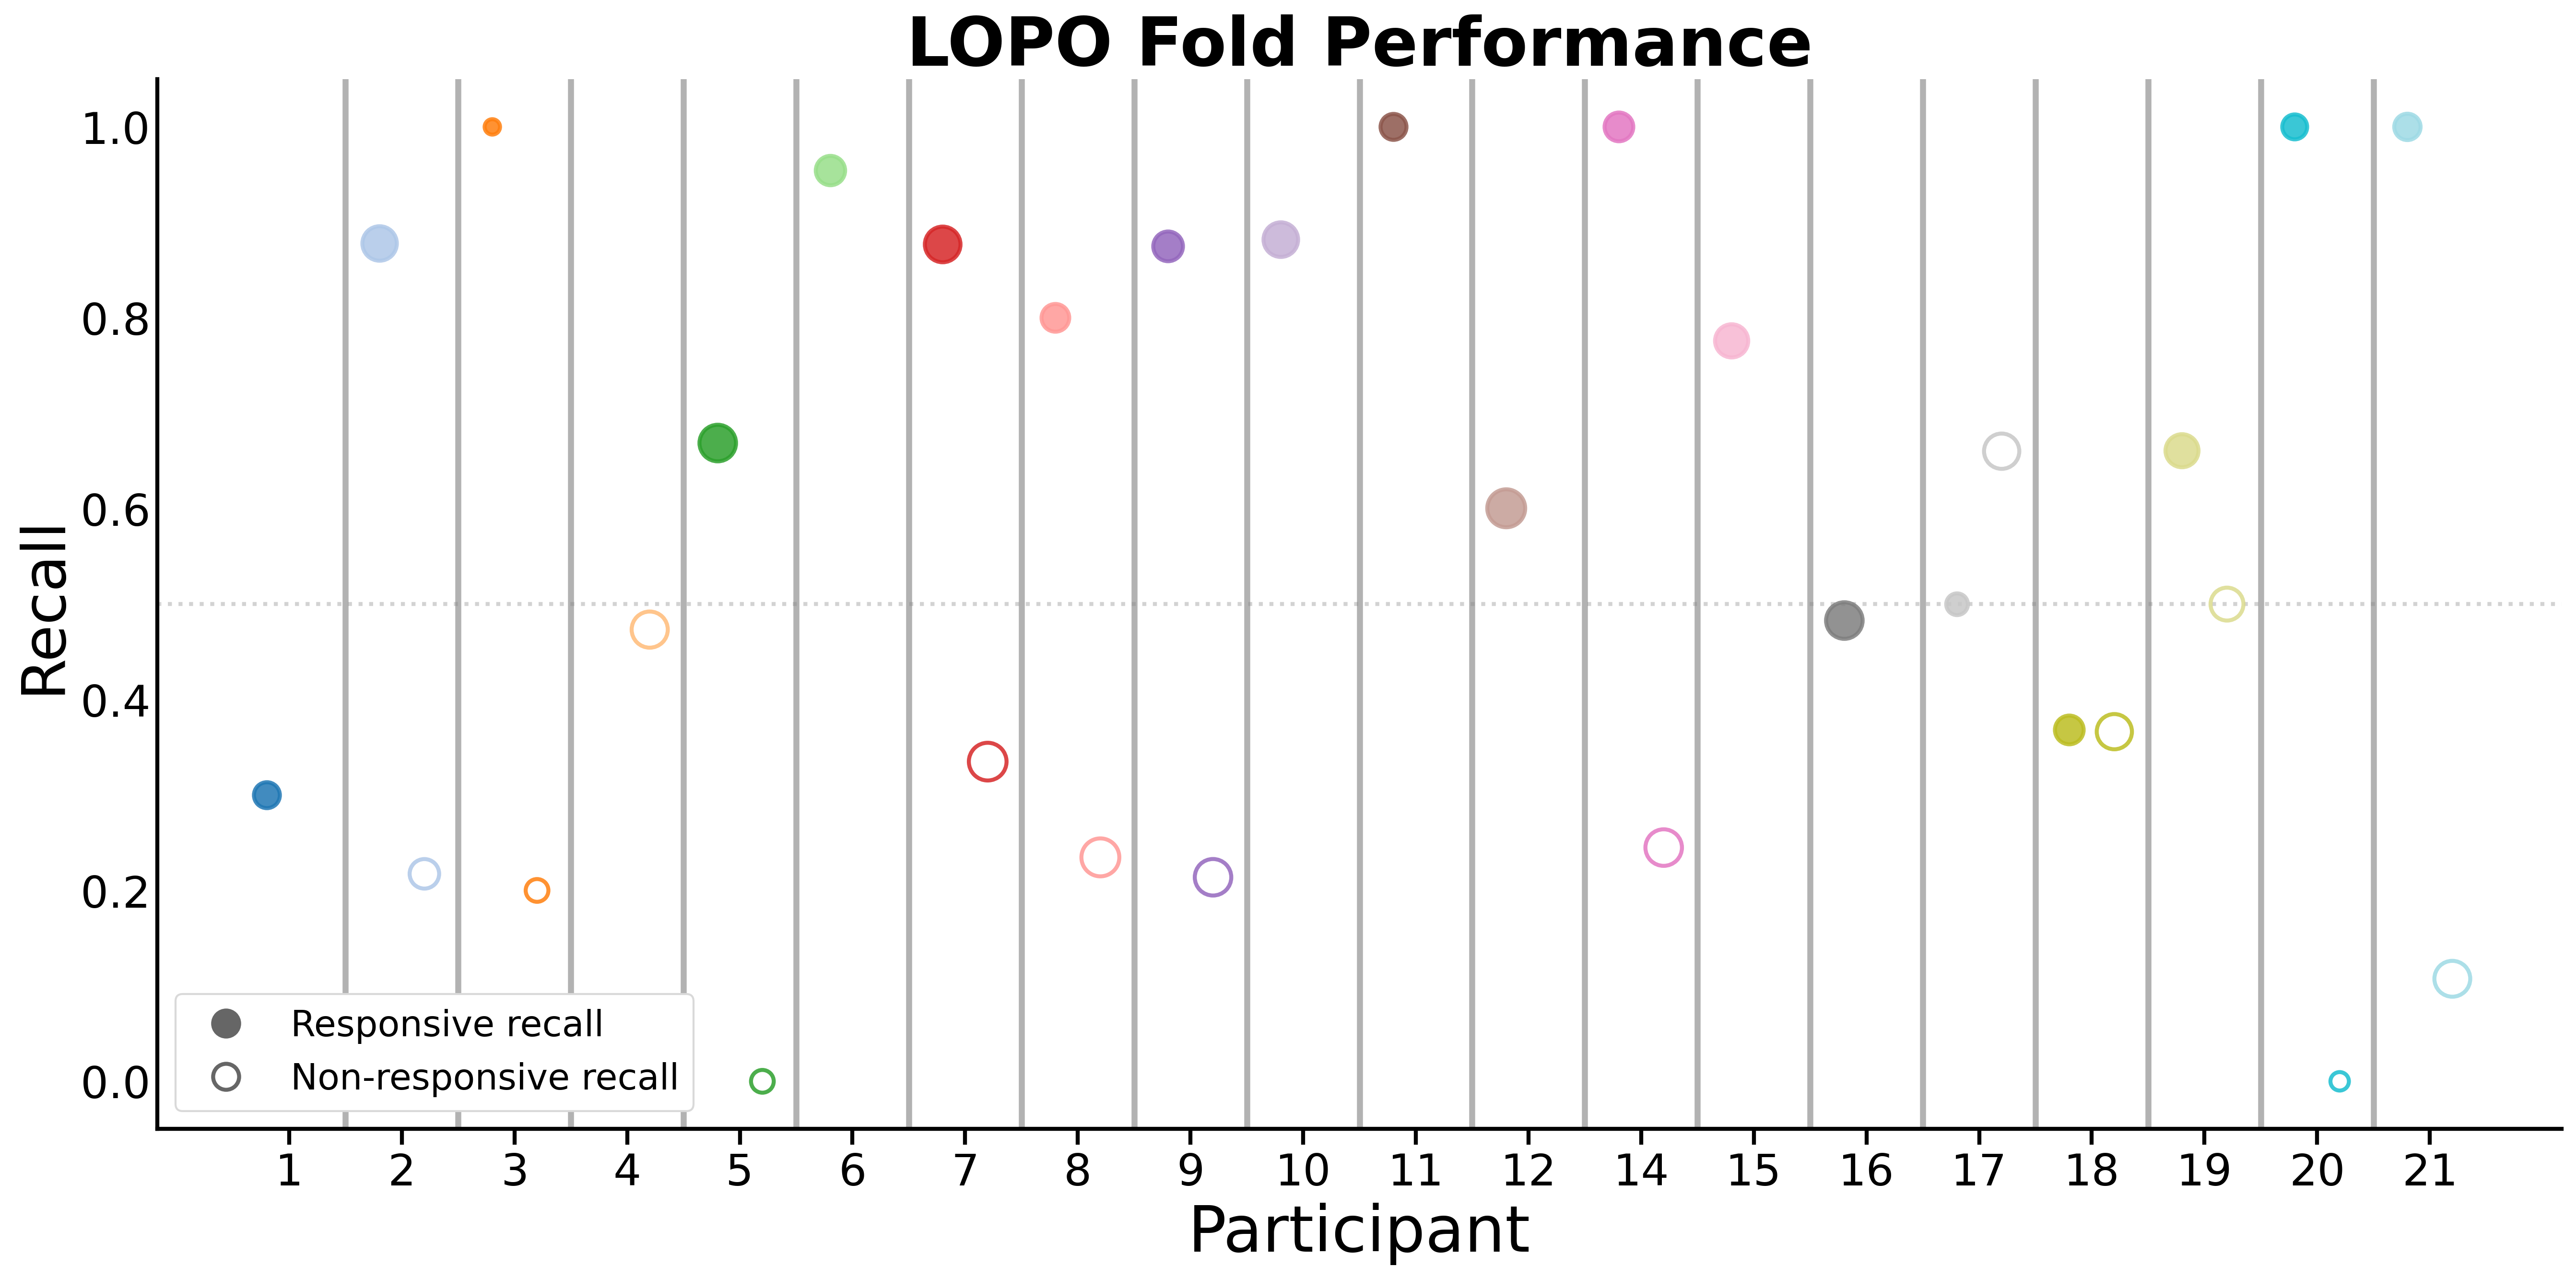 LOPO Fold Performance
Recall
1.0
0.8
0.6
0.4
0.2
0.0
Responsive recall
Non-responsive recall
1 2 3 4 5 6 7 8 9 10 11 12 14 15 16 17 18 19 20 21
Participant